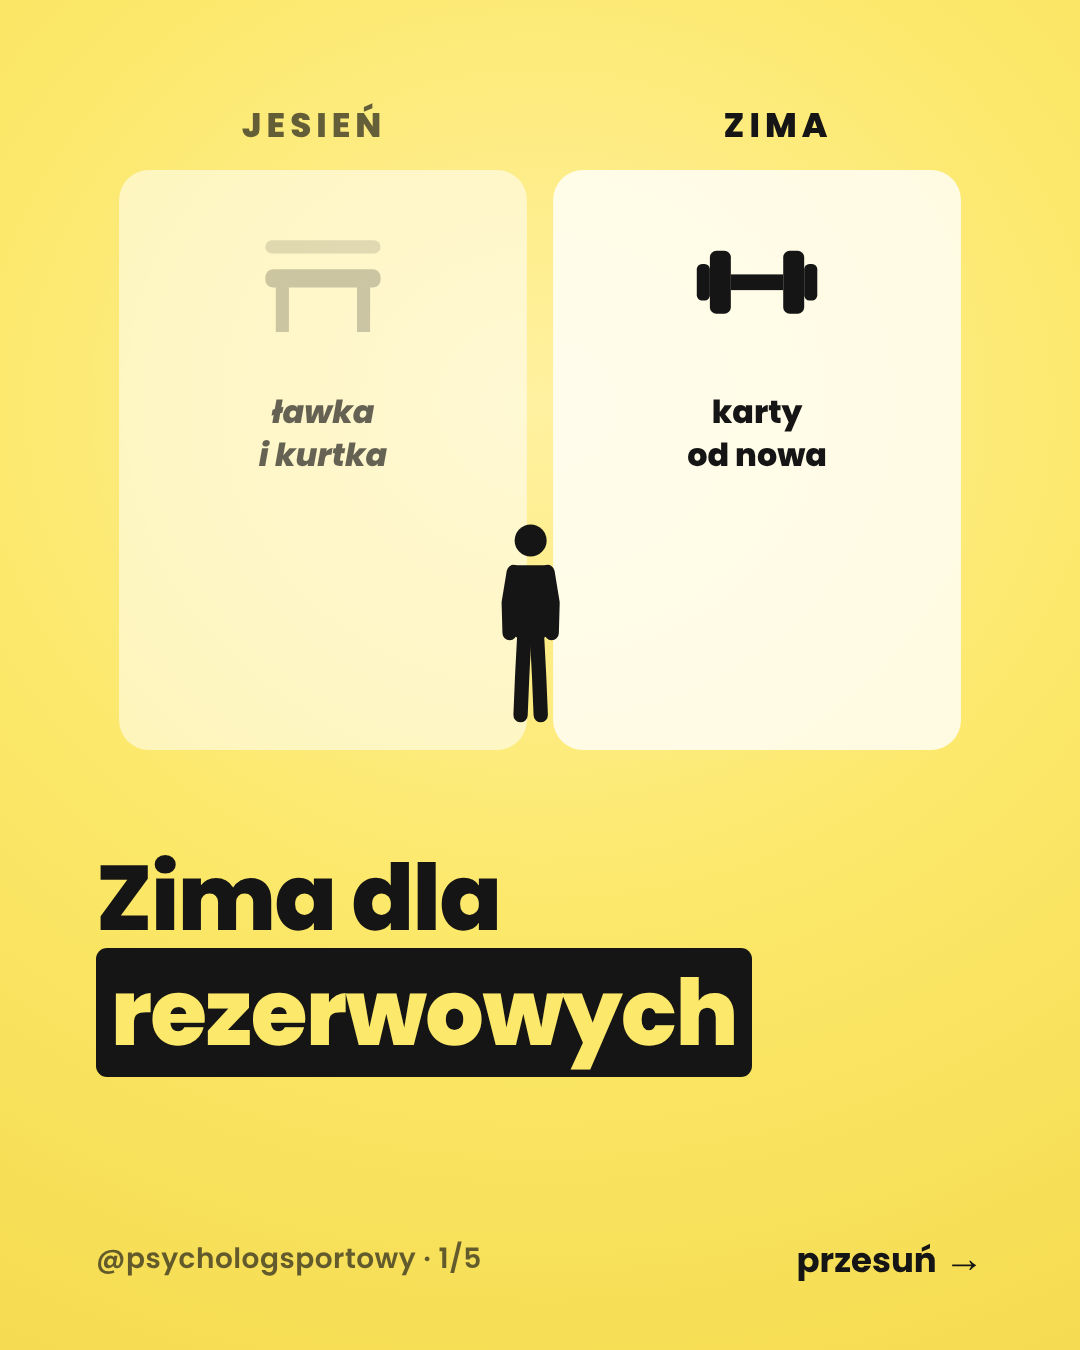 JESIEŃ
ZIMA
ławka
i kurtka
karty
od nowa
Zima dla
rezerwowych
@psychologsportowy · 1/5
przesuń →